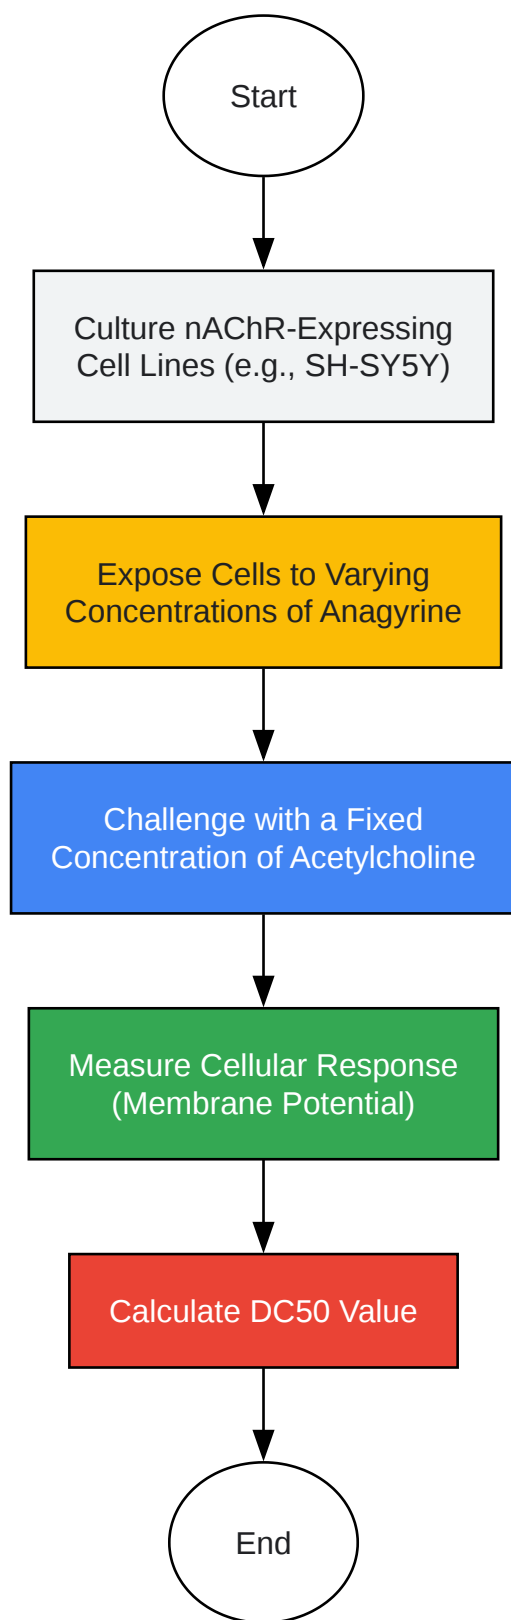 Start
Culture nAChR-Expressing
Cell Lines (e.g., SH-SY5Y)
Expose Cells to Varying
Concentrations of Anagyrine
Challenge with a Fixed
Concentration of Acetylcholine
Measure Cellular Response
(Membrane Potential)
Calculate DC50 Value
End